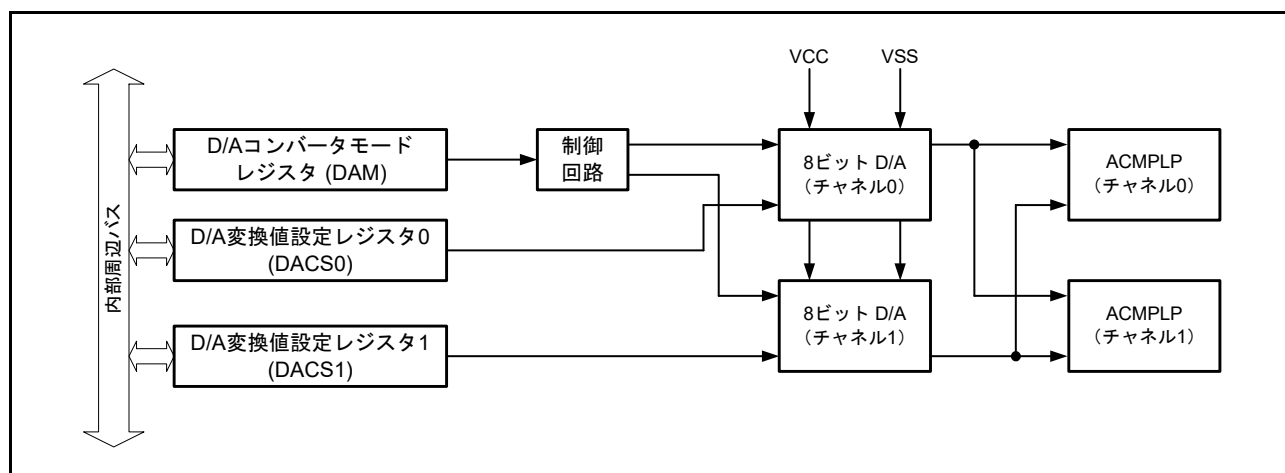 VCC
VSS
D/Aコンバータモード
レジスタ (DAM)
制御
回路
8ビット D/A
(チャネル0)
ACMPLP
(チャネル0)
D/A変換値設定レジスタ0
(DACS0)
内部周辺バス
8ビット D/A
(チャネル1)
ACMPLP
(チャネル1)
D/A変換値設定レジスタ1
(DACS1)